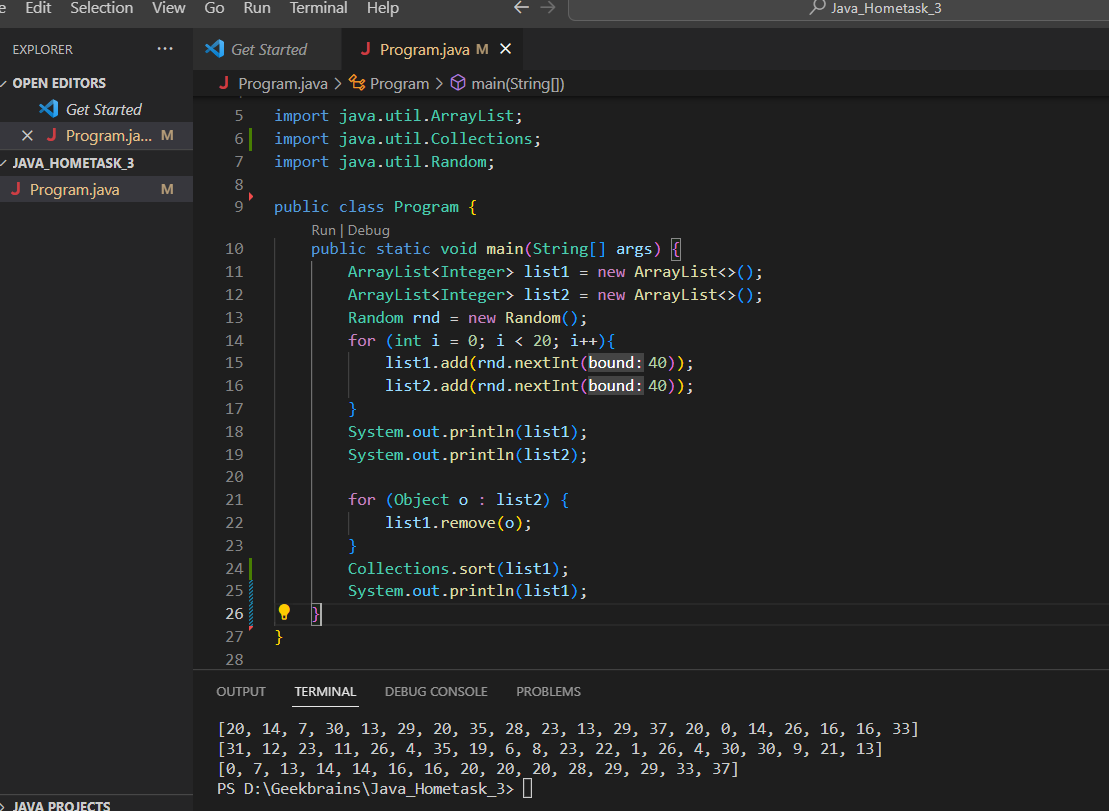 Edit Selection View Go Run Terminal Help Java_Hometask_3
EXPLORER
Get Started Program.java M
OPEN EDITORS
Get Started
Program.ja... M
JAVA_HOMETASK_3
Program.java M
JAVA PROJECTS
Program.java > Program > main(String[])
5 import java.util.ArrayList;
6 import java.util.Collections;
7 import java.util.Random;
8
9 public class Program {
Run | Debug
10 public static void main(String[] args) {
11 ArrayList<Integer> list1 = new ArrayList<>();
12 ArrayList<Integer> list2 = new ArrayList<>();
13 Random rnd = new Random();
14 for (int i = 0; i < 20; i++){
15 list1.add(rnd.nextInt(bound:40));
16 list2.add(rnd.nextInt(bound:40));
17 }
18 System.out.println(list1);
19 System.out.println(list2);
20
21 for (Object o : list2) {
22 list1.remove(o);
23 }
24 Collections.sort(list1);
25 System.out.println(list1);
26 }
27 }
28
OUTPUT TERMINAL DEBUG CONSOLE PROBLEMS
[20, 14, 7, 30, 13, 29, 20, 35, 28, 23, 13, 29, 37, 20, 0, 14, 26, 16, 16, 33]
[31, 12, 23, 11, 26, 4, 35, 19, 6, 8, 23, 22, 1, 26, 4, 30, 30, 9, 21, 13]
[0, 7, 13, 14, 14, 16, 16, 20, 20, 20, 28, 29, 29, 33, 37]
PS D:\Geekbrains\Java_Hometask_3>